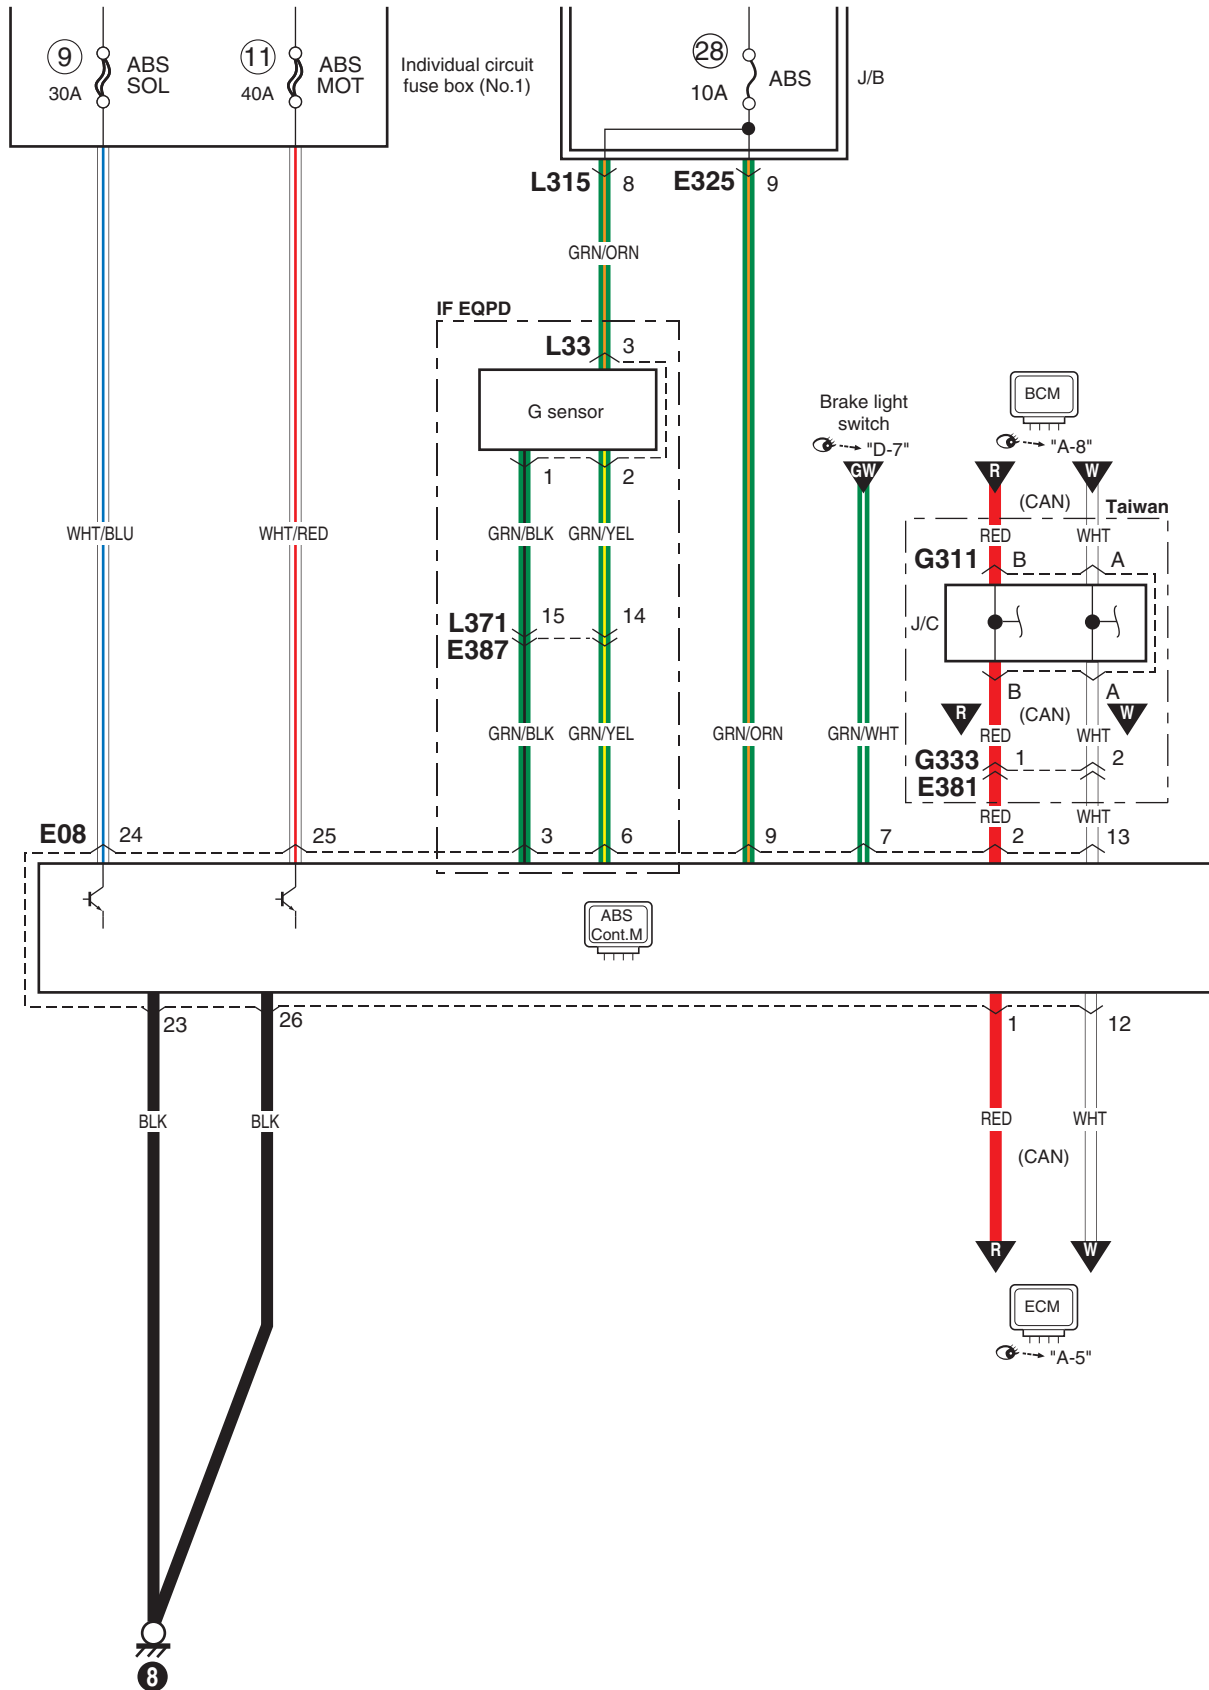 9
30A
ABS
SOL
11
40A
ABS
MOT
Individual circuit
fuse box (No.1)
28
10A
ABS
J/B
L315
8
E325
9
GRN/ORN
IF EQPD
L33
3
G sensor
1
2
Brake light
switch
"D-7"
GW
BCM
"A-8"
R
W
(CAN)
Taiwan
WHT/BLU
WHT/RED
GRN/BLK
GRN/YEL
RED
WHT
G311
B
A
L371
E387
15
14
J/C
B
A
R
(CAN)
W
GRN/BLK
GRN/YEL
GRN/ORN
GRN/WHT
RED
WHT
G333
E381
1
2
RED
WHT
E08
24
25
3
6
9
7
2
13
ABS
Cont.M
23
26
1
12
BLK
BLK
RED
WHT
(CAN)
R
W
ECM
"A-5"
8